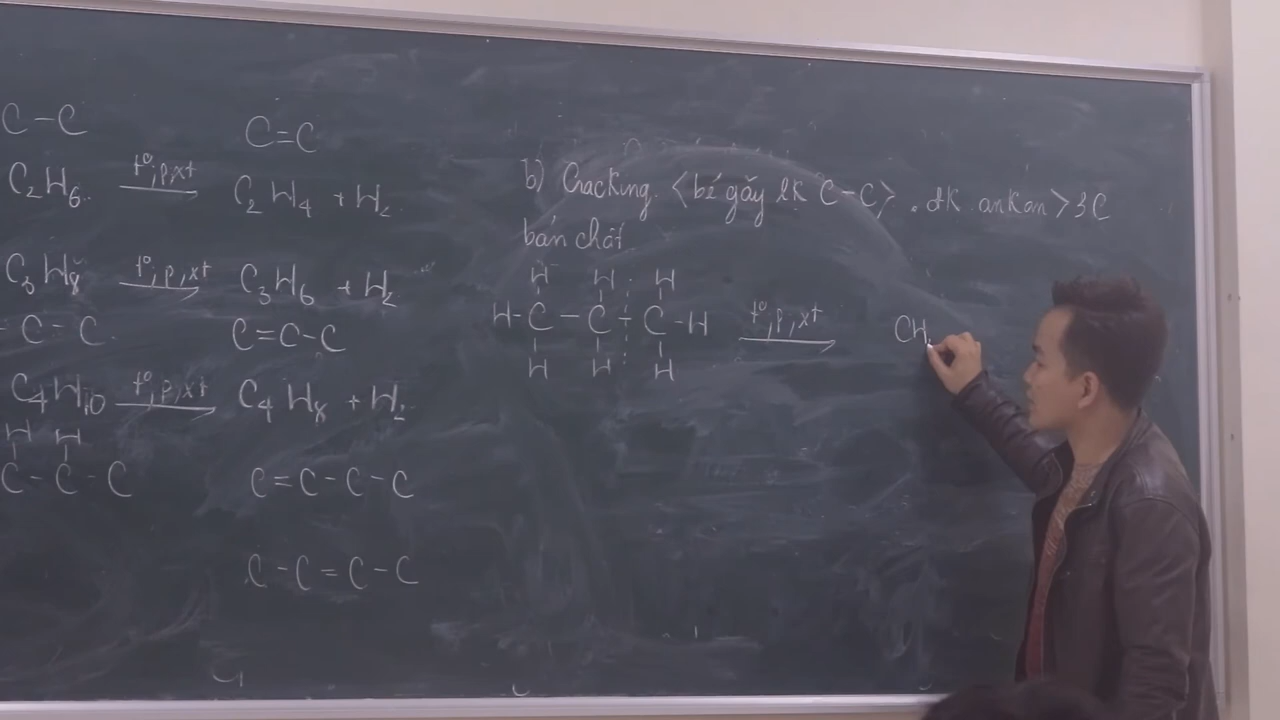 C-C C=C
C₂H₆ t°,p,xt C₂H₄ + H₂
C₃H₈ t°,p,xt C₃H₆ + H₂
-C-C. C=C-C
C₄H₁₀ t°,p,xt C₄H₈ + H₂
H H
C-C-C C=C-C-C
C-C=C-C
b) Cracking. <bẻ gãy lk C-C>. đk ankan > 3C
bản chất
H H H
H-C-C-C-H t°,p,xt CH
H H H